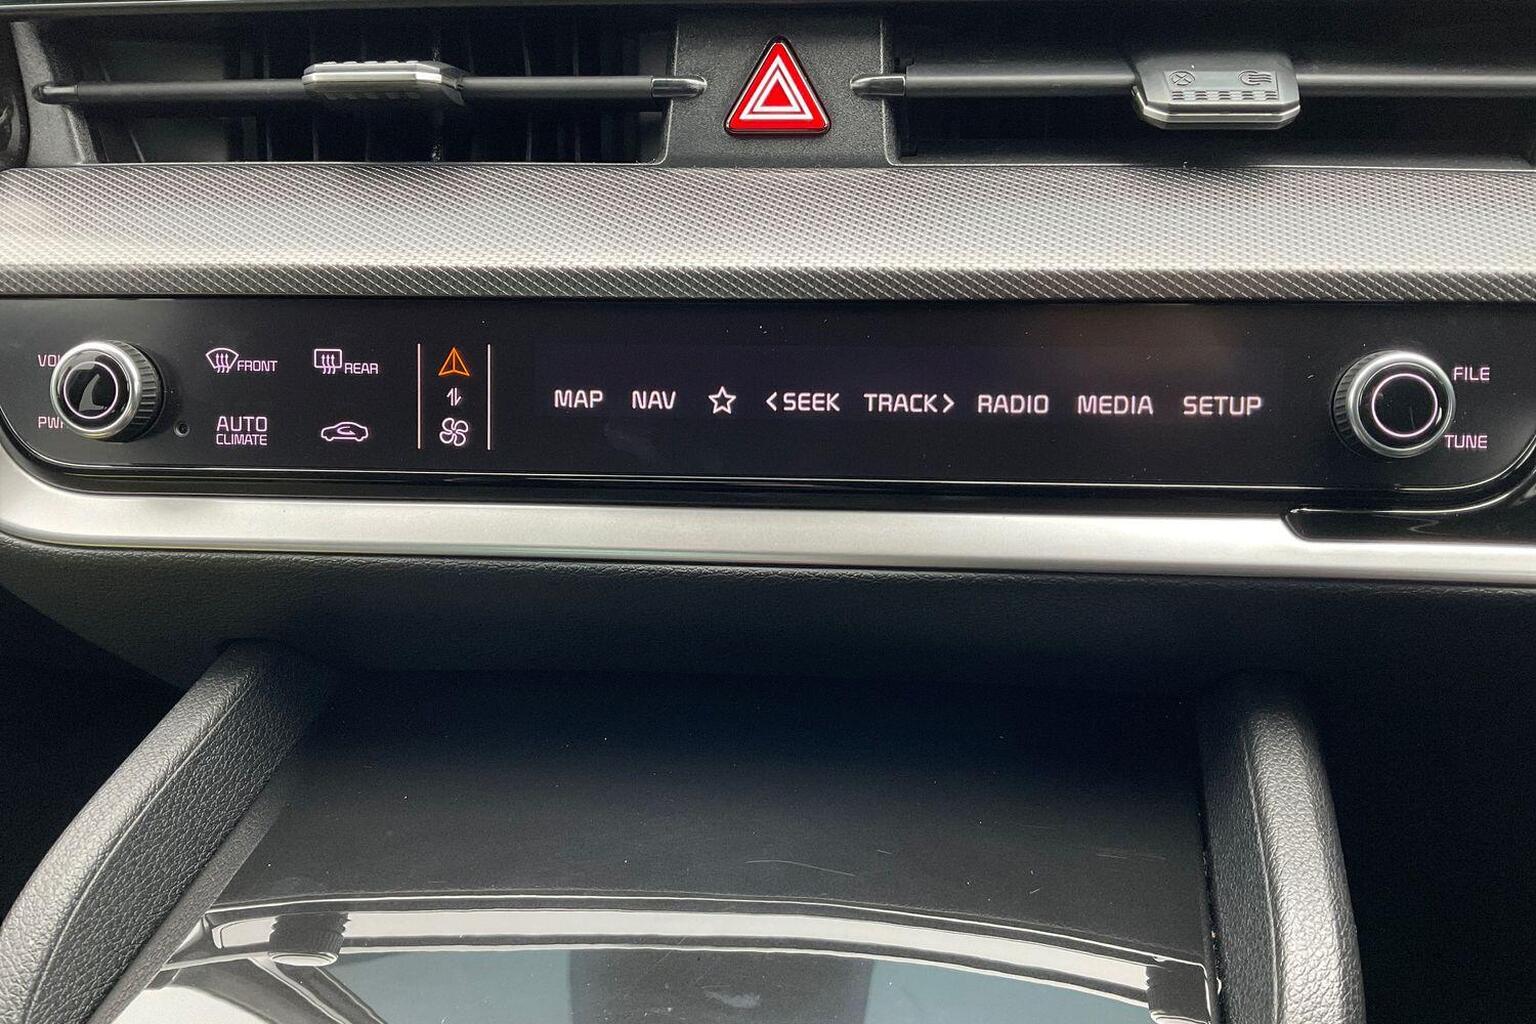 FRONT
REAR
AUTO
CLIMATE
MAP
NAV
<SEEK
TRACK>
RADIO
MEDIA
SETUP
FILE
TUNE